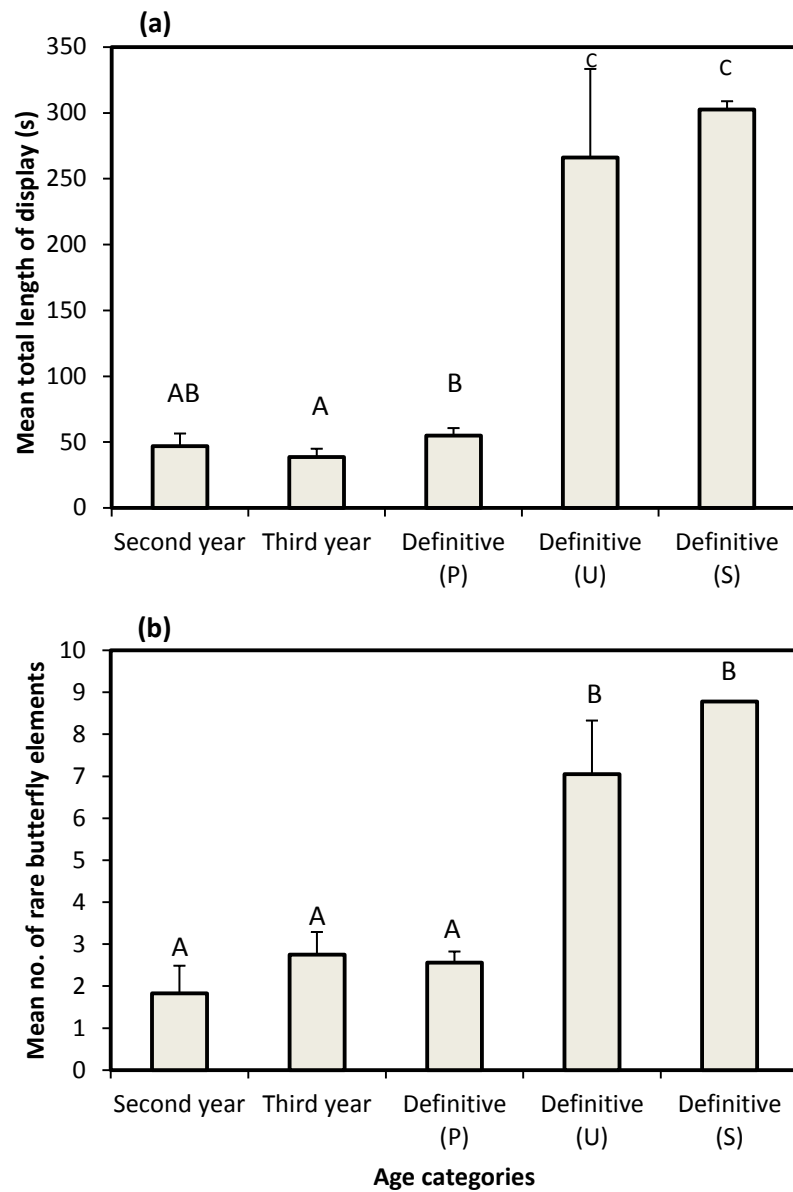 (a)
Mean total length of display (s)
350
300
250
200
150
100
50
0
AB
A
B
C
C
Second year
Third year
Definitive
(P)
Definitive
(U)
Definitive
(S)
(b)
Mean no. of rare butterfly elements
10
9
8
7
6
5
4
3
2
1
0
A
A
A
B
B
Second year
Third year
Definitive
(P)
Definitive
(U)
Definitive
(S)
Age categories